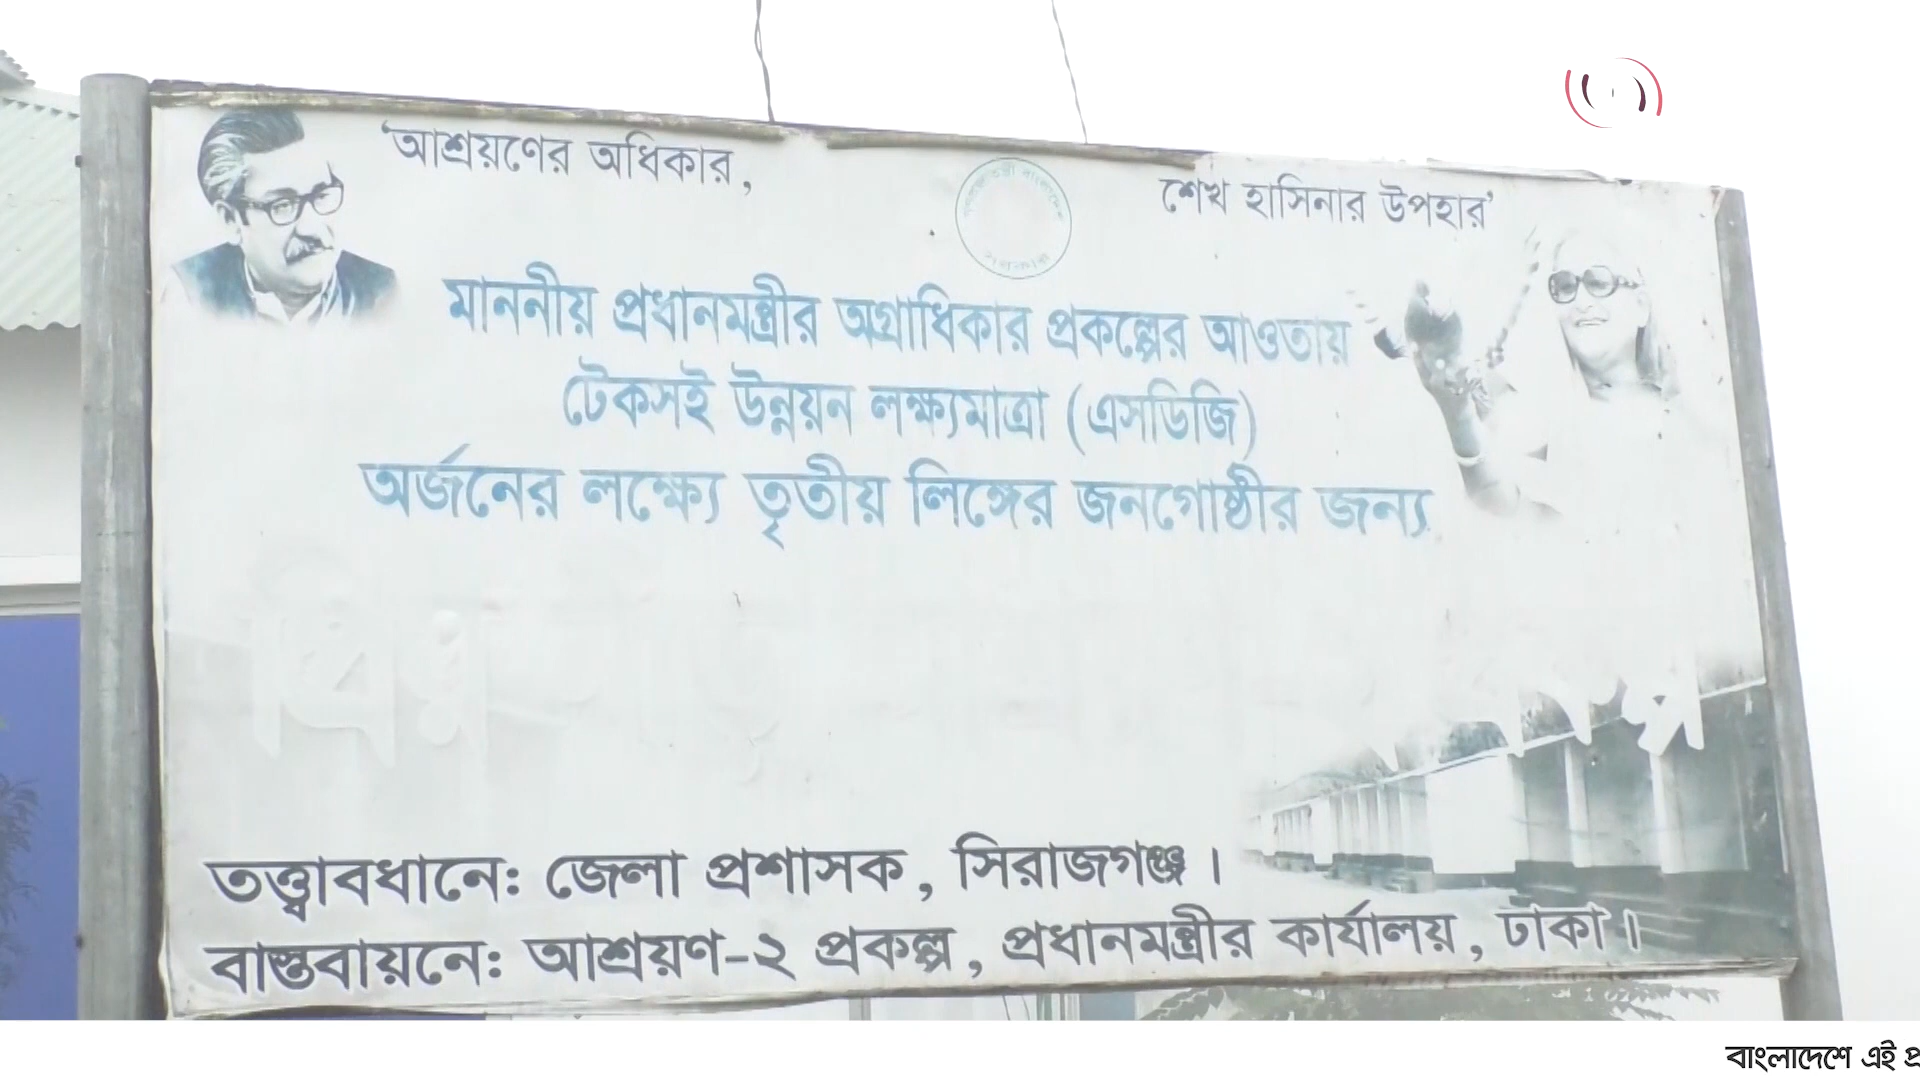 ‘আশ্রয়ণের অধিকার,
শেখ হাসিনার উপহার’
মাননীয় প্রধানমন্ত্রীর অগ্রাধিকার প্রকল্পের আওতায়
টেকসই উন্নয়ন লক্ষ্যমাত্রা (এসডিজি)
অর্জনের লক্ষ্যে তৃতীয় লিঙ্গের জনগোষ্ঠীর জন্য
তত্ত্বাবধানে: জেলা প্রশাসক, সিরাজগঞ্জ।
বাস্তবায়নে: আশ্রয়ণ-২ প্রকল্প, প্রধানমন্ত্রীর কার্যালয়, ঢাকা।
বাংলাদেশে এই